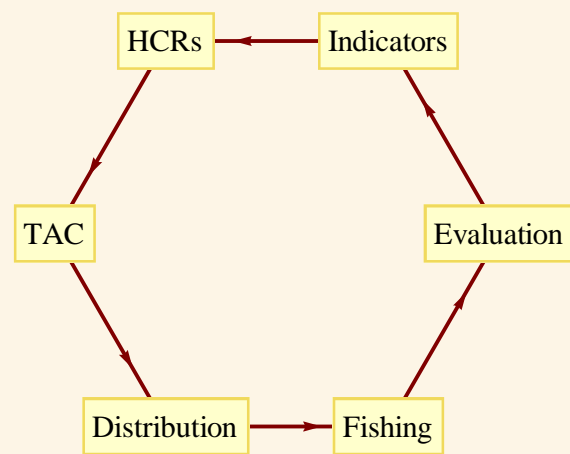 HCRs
Indicators
TAC
Evaluation
Distribution
Fishing